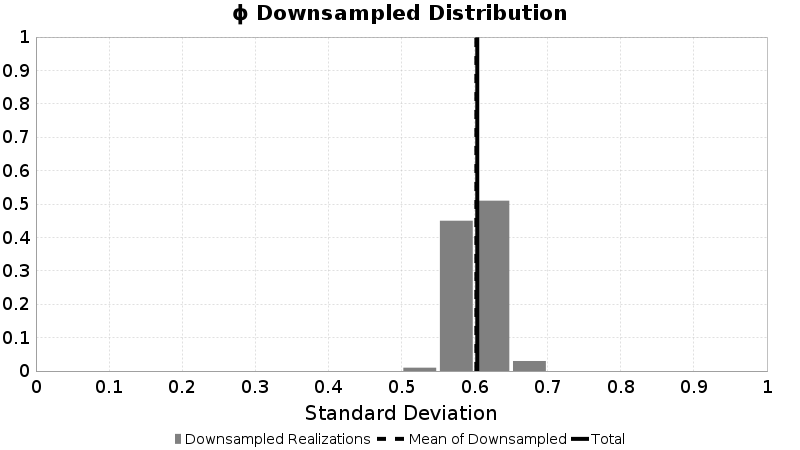 ϕ Downsampled Distribution
1
0.9
0.8
0.7
0.6
0.5
0.4
0.3
0.2
0.1
0
0 0.1 0.2 0.3 0.4 0.5 0.6 0.7 0.8 0.9 1
Standard Deviation
Downsampled Realizations Mean of Downsampled Total